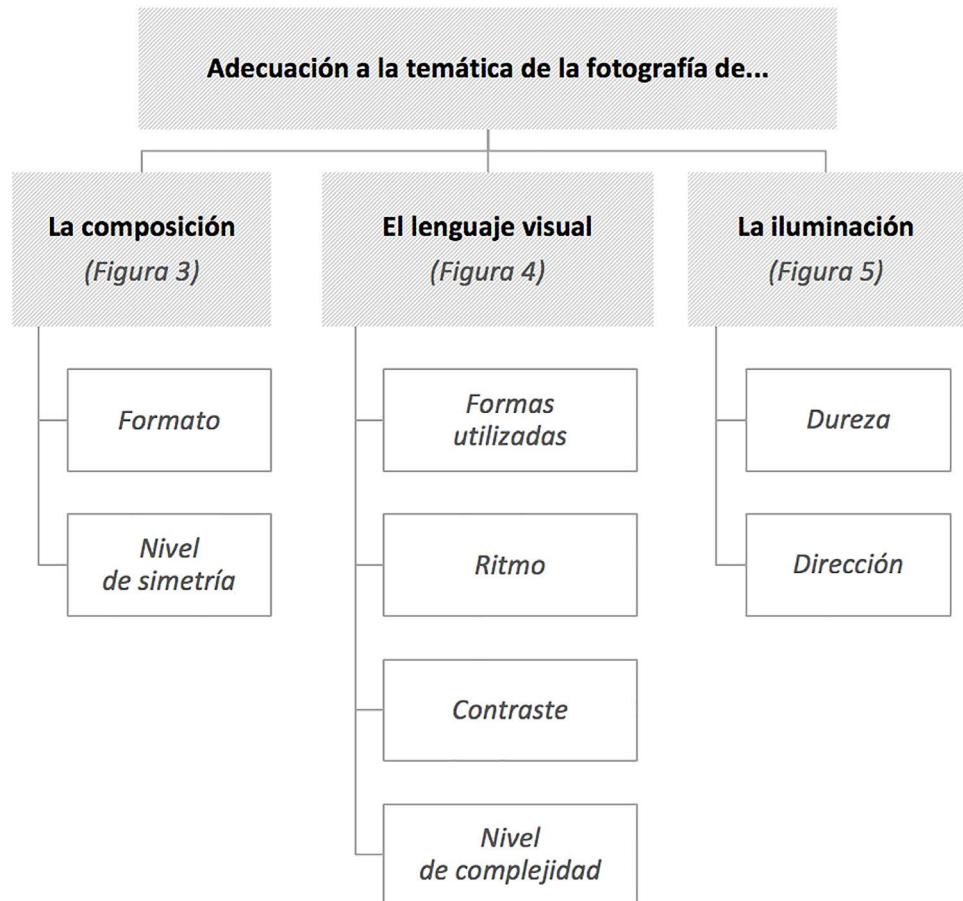 Adecuación a la temática de la fotografía de...
La composición
(Figura 3)
Formato
Nivel
de simetría
El lenguaje visual
(Figura 4)
Formas
utilizadas
Ritmo
Contraste
Nivel
de complejidad
La iluminación
(Figura 5)
Dureza
Dirección